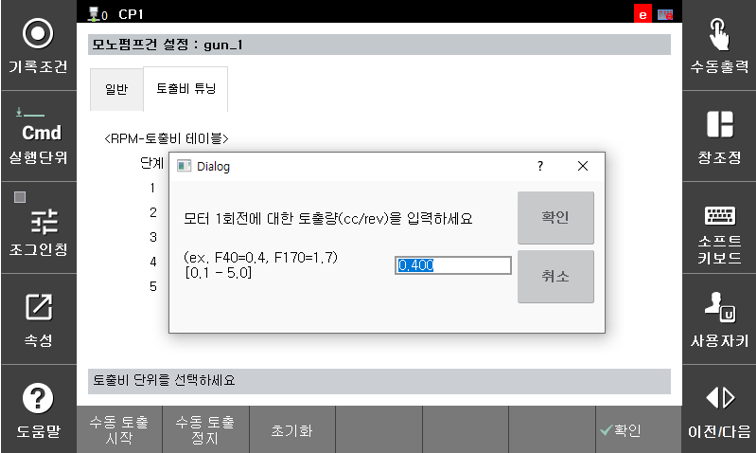 0 CP1
e
기록조건
Cmd
실행단위
조그인칭
속성
도움말
모노펌프건 설정 : gun_1
일반
토출비 튜닝
<RPM-토출비 테이블>
단계
1
2
3
4
5
Dialog
?
모터 1회전에 대한 토출량(cc/rev)을 입력하세요
(ex, F40=0.4, F170=1.7)
[0.1 - 5.0]
0.400
확인
취소
토출비 단위를 선택하세요
수동 토출
시작
수동 토출
정지
초기화
확인
수동출력
창조정
소프트
키보드
U
사용자키
이전/다음